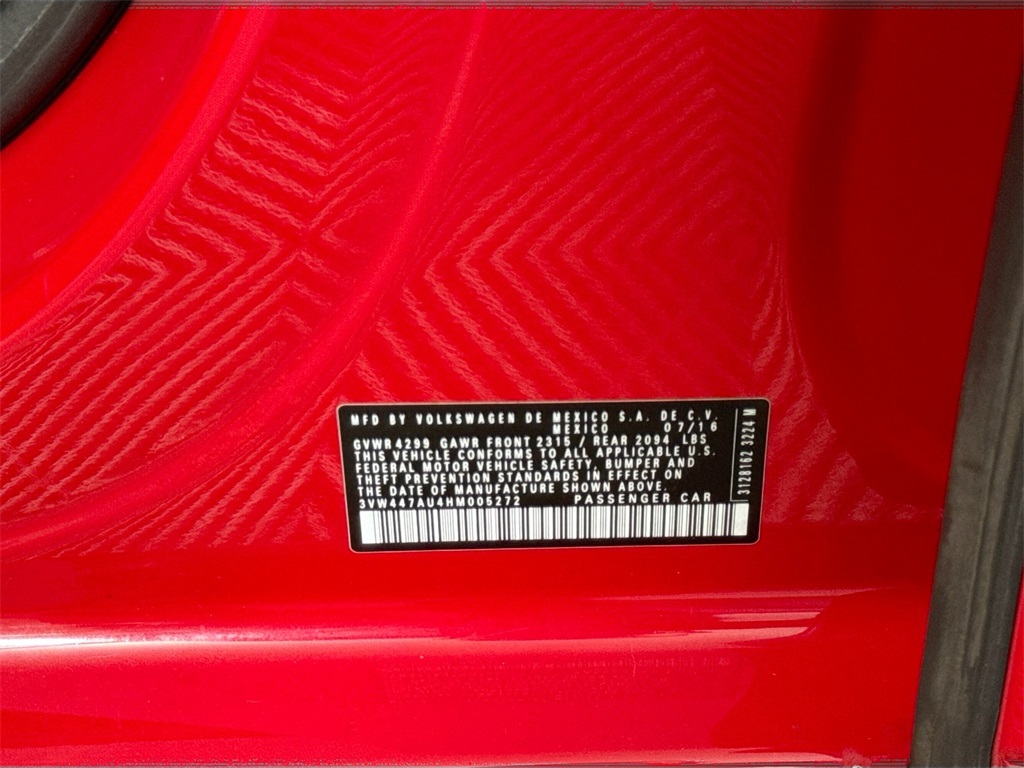 MFD BY VOLKSWAGEN DE MEXICO S.A. DE C.V.
MEXICO 07/16
GVWR 4299 GAWR FRONT 2315 / REAR 2094 LBS
THIS VEHICLE CONFORMS TO ALL APPLICABLE U.S.
FEDERAL MOTOR VEHICLE SAFETY, BUMPER AND
THEFT PREVENTION STANDARDS IN EFFECT ON
THE DATE OF MANUFACTURE SHOWN ABOVE.
3VW447AU4HM005272 PASSENGER CAR
3128162 3224 M